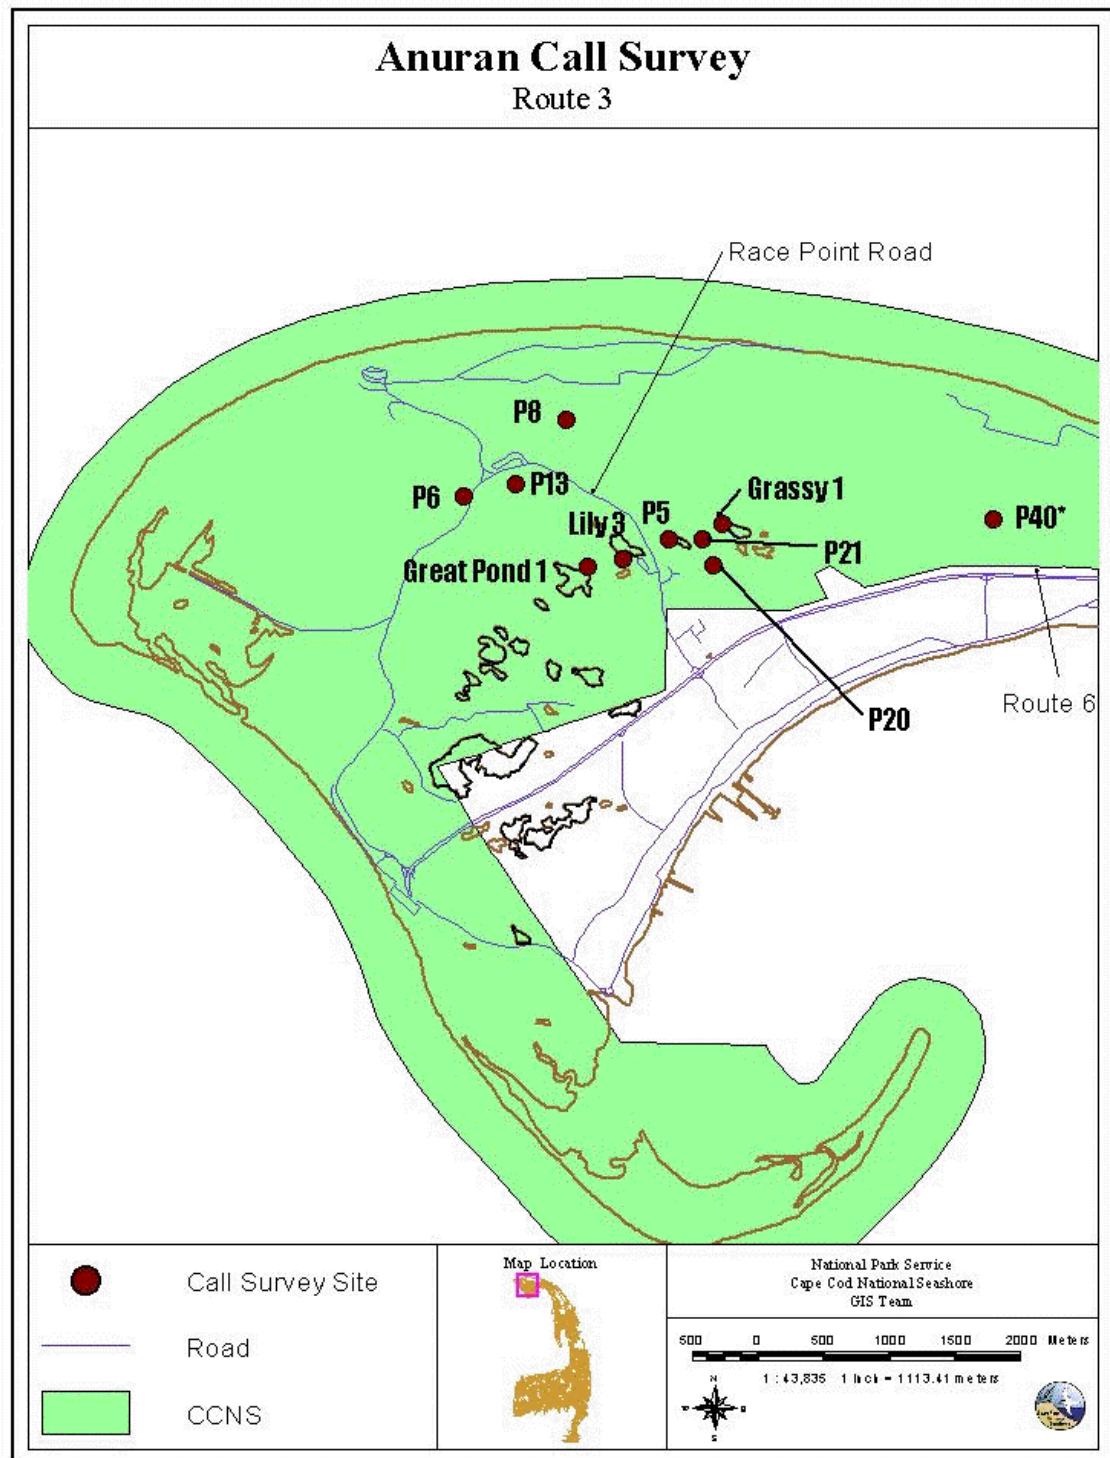 Anuran Call Survey
Route 3
Race Point Road
P8
P6
P13
Grassy 1
Lily 3
P5
P40*
P21
Great Pond 1
Route 6
P20
Call Survey Site
Road
CCNS
Map Location
National Park Service
Cape Cod National Seashore
GIS Team
500 0 500 1000 1500 2000 Meters
1 : 43,835 1 Inch = 1113.41 meters
N
S